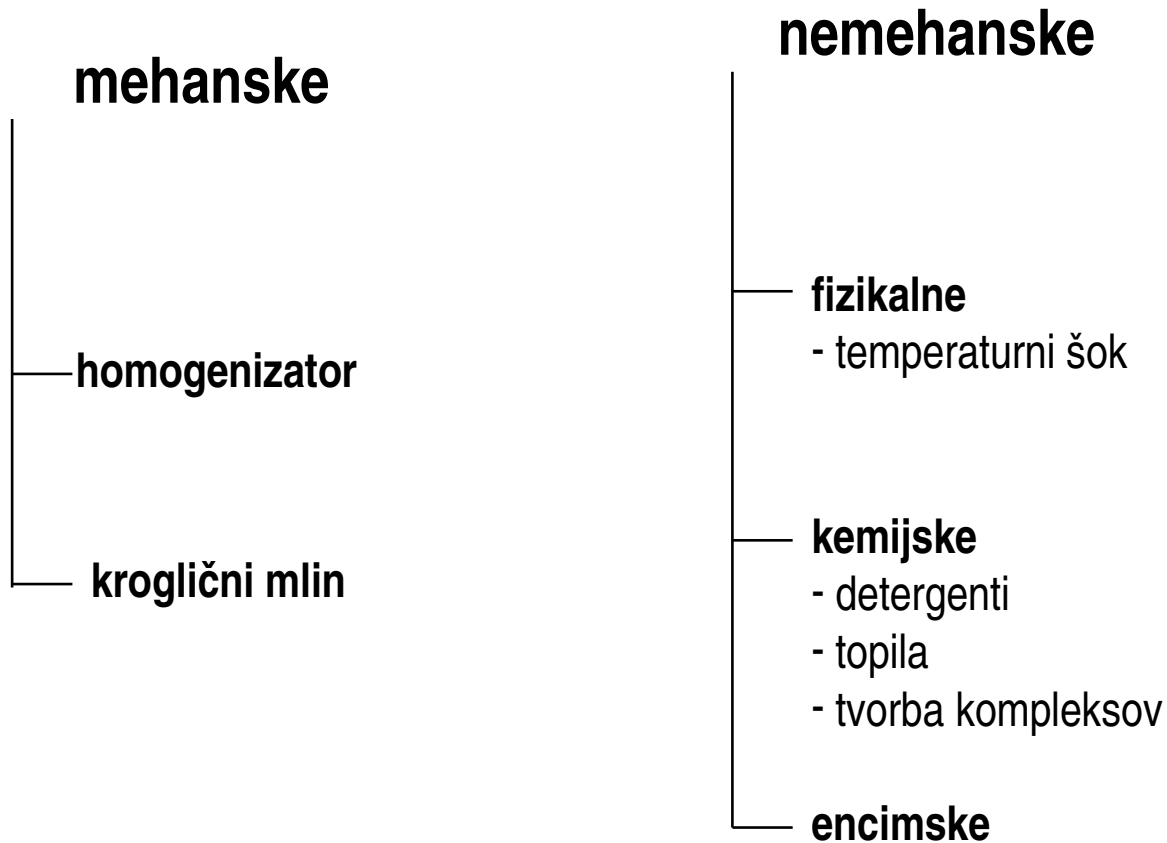 mehanske
homogenizator
kroglični mlin
nemehanske
fizikalne
- temperaturni šok
kemijske
- detergenti
- topila
- tvorba kompleksov
encimske